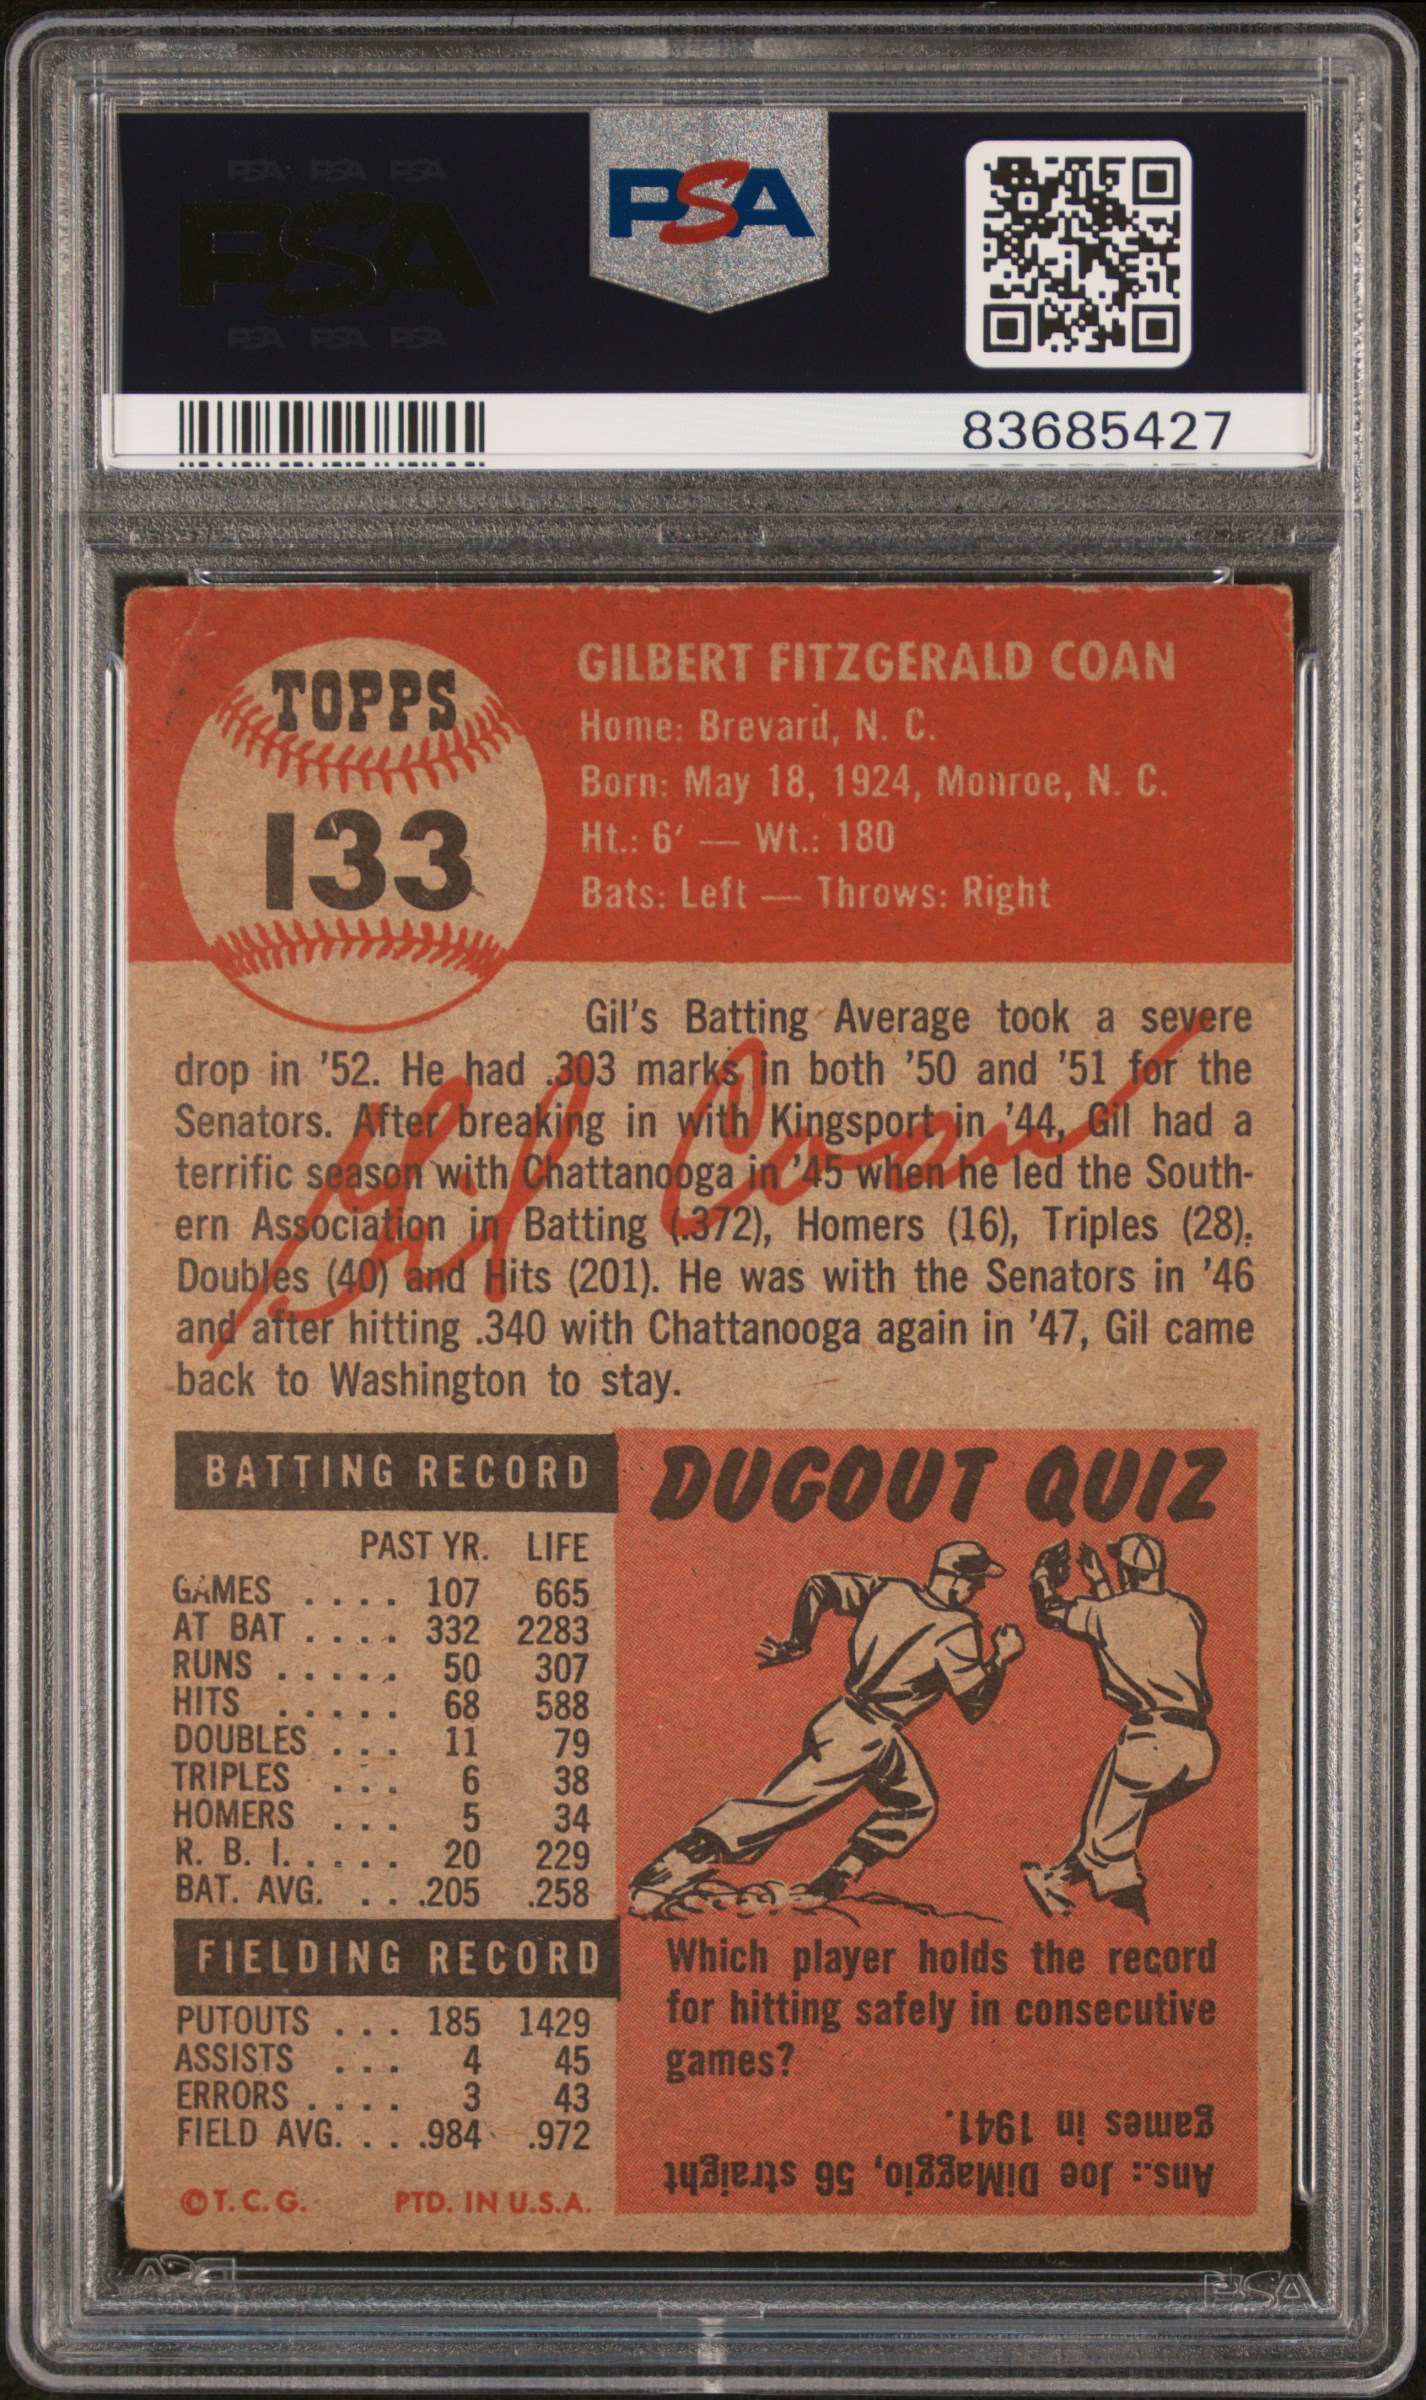 PSA PSA PSA
PSA
PSA PSA PSA
PSA
83685427
TOPPS
133
GILBERT FITZGERALD COAN
Home: Brevard, N. C.
Born: May 18, 1924, Monroe, N. C.
Ht.: 6′ — Wt.: 180
Bats: Left — Throws: Right
Gil's Batting Average took a severe
drop in '52. He had .303 marks in both '50 and '51 for the
Senators. After breaking in with Kingsport in '44, Gil had a
terrific season with Chattanooga in '45 when he led the South-
ern Association in Batting (.372), Homers (16), Triples (28),
Doubles (40) and Hits (201). He was with the Senators in '46
and after hitting .340 with Chattanooga again in '47, Gil came
back to Washington to stay.
Gil Coan
BATTING RECORD
PAST YR. LIFE
GAMES .... 107 665
AT BAT .... 332 2283
RUNS ..... 50 307
HITS ..... 68 588
DOUBLES ... 11 79
TRIPLES ... 6 38
HOMERS ... 5 34
R. B. I. ..... 20 229
BAT. AVG. ... .205 .258
FIELDING RECORD
PUTOUTS ... 185 1429
ASSISTS ... 4 45
ERRORS .... 3 43
FIELD AVG. ... .984 .972
© T. C. G. PTD. IN U.S.A.
DUGOUT QUIZ
Which player holds the record
for hitting safely in consecutive
games?
Ans.: Joe DiMaggio, 56 straight
games in 1941.
PSA
PSA